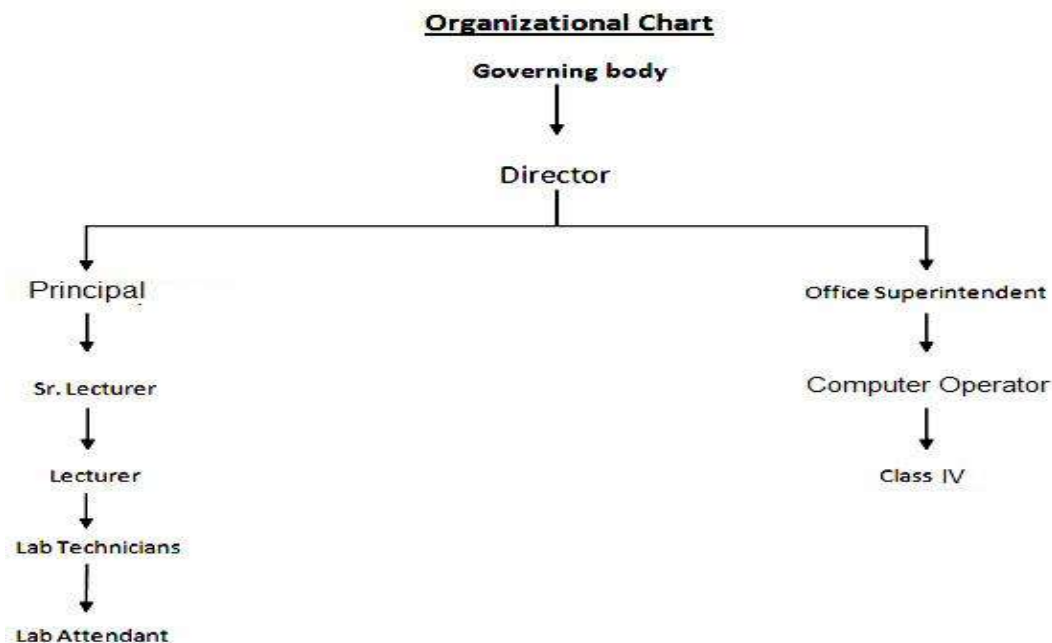 Organizational Chart
Governing body
Director
Principal
Office Superintendent
Sr. Lecturer
Computer Operator
Lecturer
Class IV
Lab Technicians
Lab Attendant